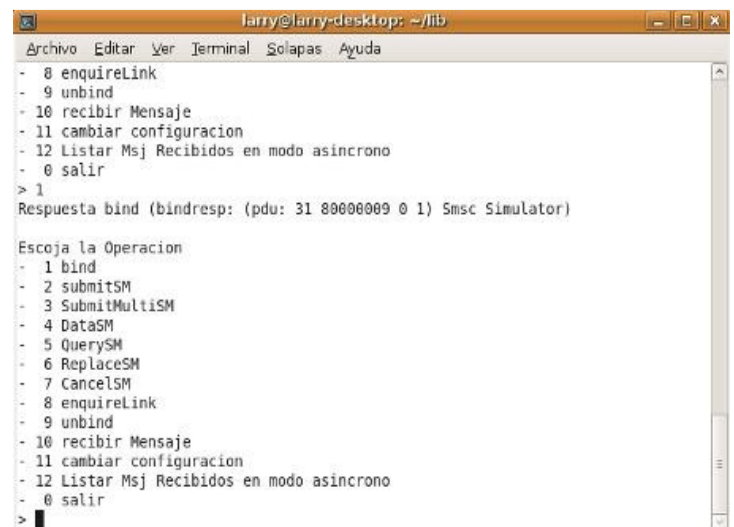 larry@larry-desktop: ~/lib
Archivo Editar Ver Terminal Solapas Ayuda
- 8 enquireLink
- 9 unbind
- 10 recibir Mensaje
- 11 cambiar configuracion
- 12 Listar Msj Recibidos en modo asincrono
- 0 salir
> 1
Respuesta bind (bindresp: (pdu: 31 80000009 0 1) Smsc Simulator)
Escoja la Operacion
- 1 bind
- 2 submitSM
- 3 SubmitMultiSM
- 4 DataSM
- 5 QuerySM
- 6 ReplaceSM
- 7 CancelSM
- 8 enquireLink
- 9 unbind
- 10 recibir Mensaje
- 11 cambiar configuracion
- 12 Listar Msj Recibidos en modo asincrono
- 0 salir
>